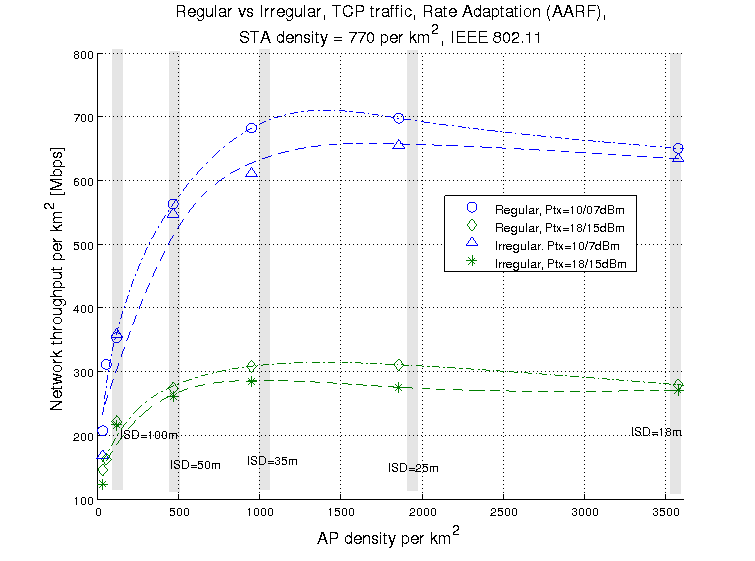 Regular vs Irregular, TCP traffic, Rate Adaptation (AARF),
STA density = 770 per km², IEEE 802.11
Network throughput per km² [Mbps]
800
700
600
500
400
300
200
100
Regular, Ptx=10/07dBm
Regular, Ptx=18/15dBm
Irregular. Ptx=10/7dBm
Irregular, Ptx=18/15dBm
ISD=100m
ISD=50m
ISD=35m
ISD=25m
ISD=18m
0 500 1000 1500 2000 2500 3000 3500
AP density per km²